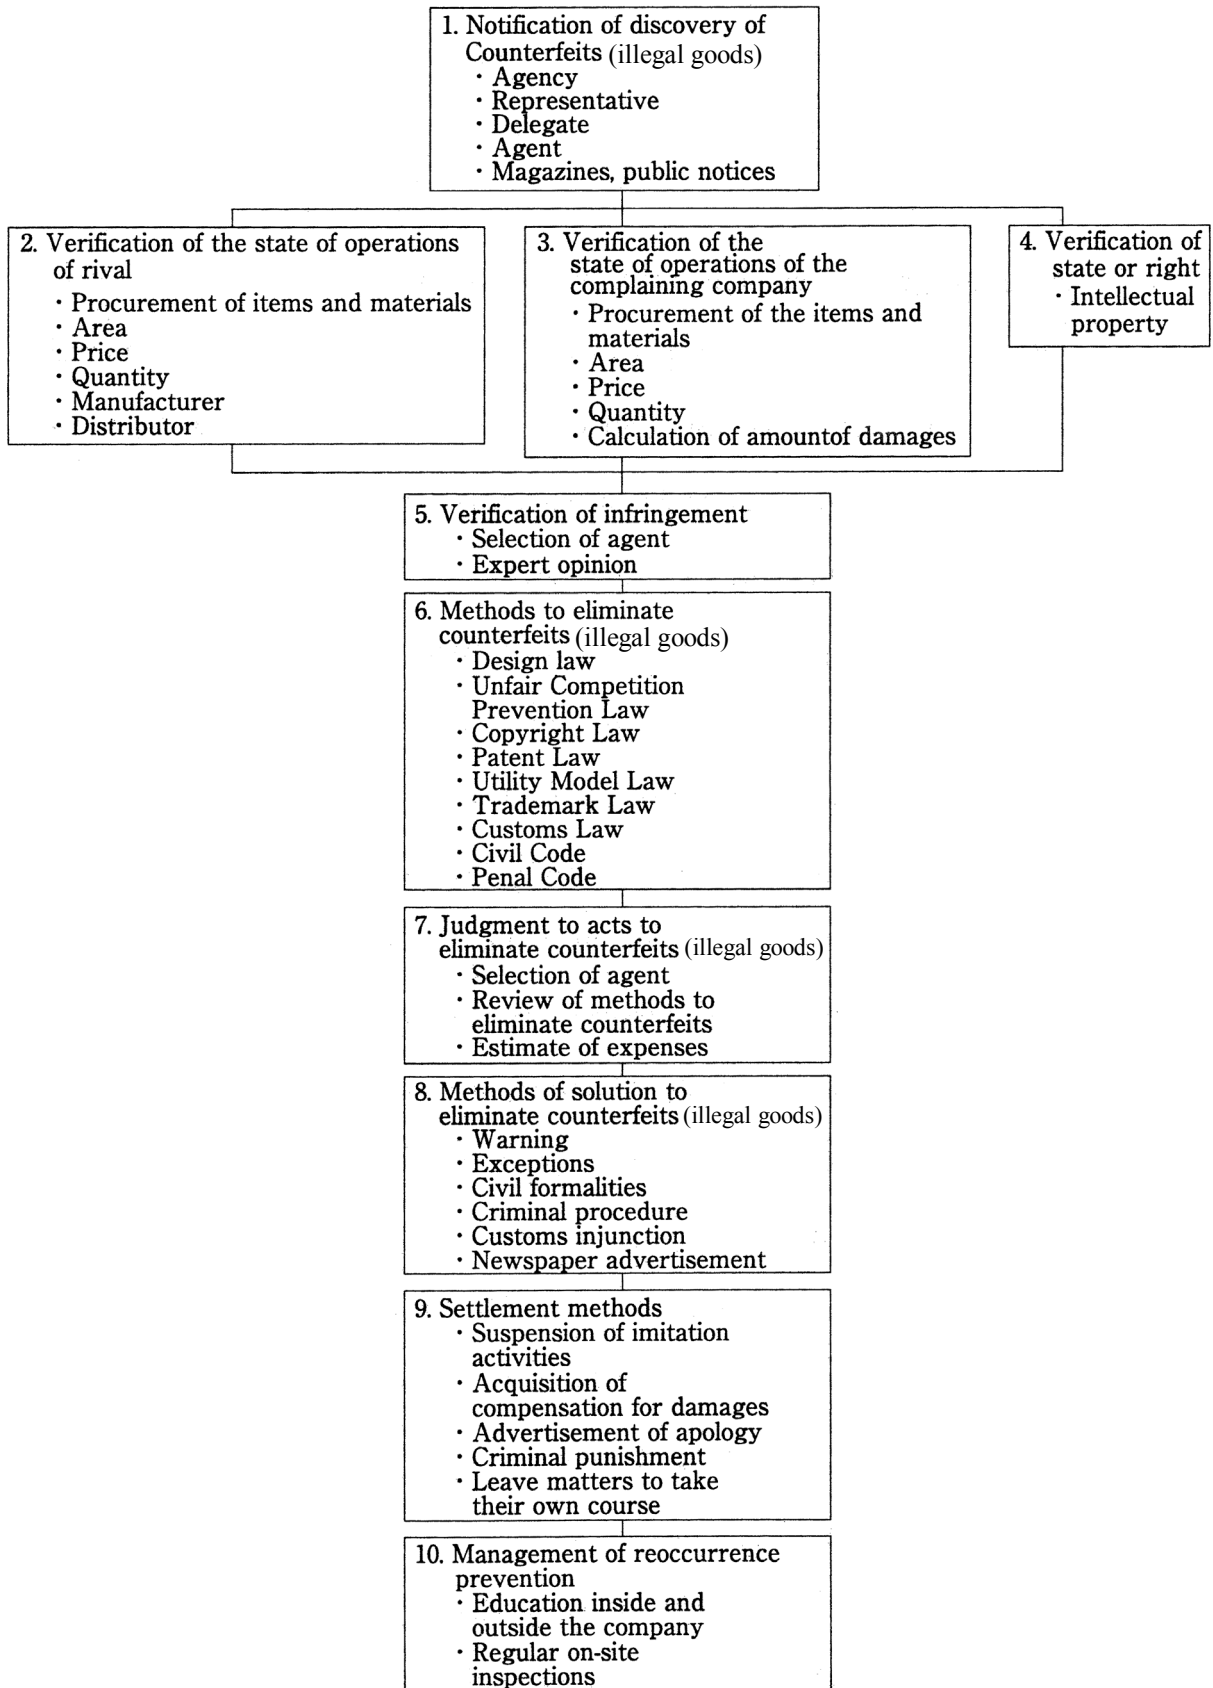 1. Notification of discovery of
Counterfeits (illegal goods)
・Agency
・Representative
・Delegate
・Agent
・Magazines, public notices
2. Verification of the state of operations
of rival
・Procurement of items and materials
・Area
・Price
・Quantity
・Manufacturer
・Distributor
3. Verification of the
state of operations of the
complaining company
・Procurement of the items and
materials
・Area
・Price
・Quantity
・Calculation of amountof damages
4. Verification of
state or right
・Intellectual
property
5. Verification of infringement
・Selection of agent
・Expert opinion
6. Methods to eliminate
counterfeits (illegal goods)
・Design law
・Unfair Competition
Prevention Law
・Copyright Law
・Patent Law
・Utility Model Law
・Trademark Law
・Customs Law
・Civil Code
・Penal Code
7. Judgment to acts to
eliminate counterfeits (illegal goods)
・Selection of agent
・Review of methods to
eliminate counterfeits
・Estimate of expenses
8. Methods of solution to
eliminate counterfeits (illegal goods)
・Warning
・Exceptions
・Civil formalities
・Criminal procedure
・Customs injunction
・Newspaper advertisement
9. Settlement methods
・Suspension of imitation
activities
・Acquisition of
compensation for damages
・Advertisement of apology
・Criminal punishment
・Leave matters to take
their own course
10. Management of reoccurrence
prevention
・Education inside and
outside the company
・Regular on-site
inspections